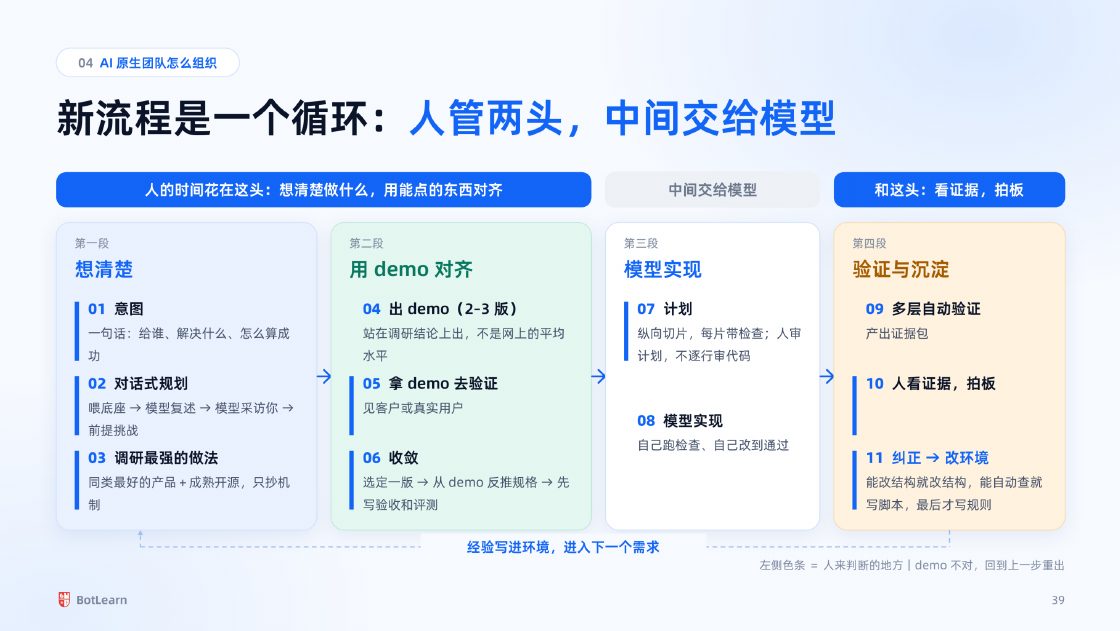 04 AI 原生团队怎么组织
新流程是一个循环：人管两头，中间交给模型
人的时间花在这头：想清楚做什么，用能点的东西对齐
中间交给模型
和这头：看证据，拍板
第一段
想清楚
01 意图
一句话：给谁、解决什么、怎么算成
功
02 对话式规划
喂底座 → 模型复述 → 模型采访你 →
前提挑战
03 调研最强的做法
同类最好的产品 + 成熟开源，只抄机
制
第二段
用 demo 对齐
04 出 demo（2-3 版）
站在调研结论上出，不是网上的平均
水平
05 拿 demo 去验证
见客户或真实用户
06 收敛
选定一版 → 从 demo 反推规格 → 先
写验收和评测
第三段
模型实现
07 计划
纵向切片，每片带检查；人审
计划，不逐行审代码
08 模型实现
自己跑检查、自己改到通过
第四段
验证与沉淀
09 多层自动验证
产出证据包
10 人看证据，拍板
11 纠正 → 改环境
能改结构就改结构，能自动查就
写脚本，最后才写规则
经验写进环境，进入下一个需求
左侧色条 = 人来判断的地方｜demo 不对，回到上一步重出
BotLearn
39